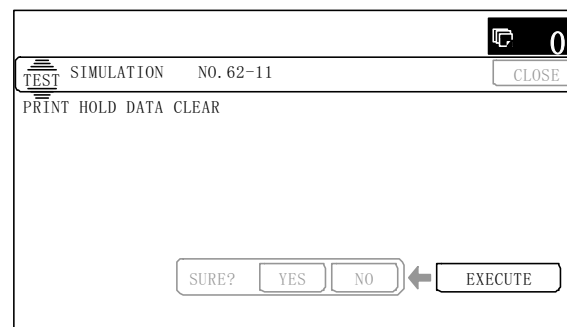 0
TEST SIMULATION NO.62-11 CLOSE
PRINT HOLD DATA CLEAR
SURE? YES NO EXECUTE